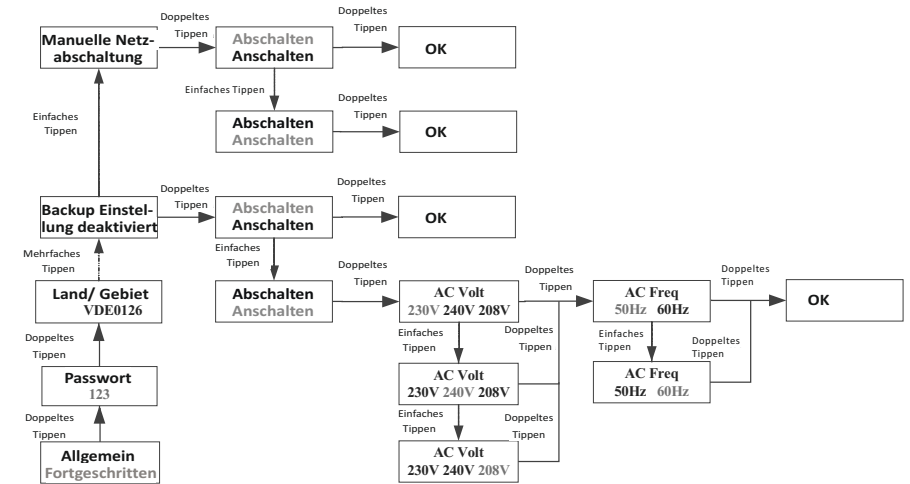 Doppeltes
Tippen
Doppeltes
Tippen
Manuelle Netz-
abschaltung
Abschalten
Anschalten
OK
Einfaches Tippen
Doppeltes
Tippen
Einfaches
Tippen
Abschalten
Anschalten
OK
Doppeltes
Tippen
Doppeltes
Tippen
Backup Einstel-
lung deaktiviert
Abschalten
Anschalten
OK
Mehrfaches
Tippen
Einfaches
Tippen
Doppeltes
Tippen
Doppeltes
Tippen
Doppeltes
Tippen
Land/ Gebiet
VDE0126
Abschalten
Anschalten
AC Volt
230V 240V 208V
AC Freq
50Hz 60Hz
OK
Doppeltes
Tippen
Einfaches
Tippen
Doppeltes
Tippen
Einfaches
Tippen
Doppeltes
Tippen
Passwort
123
AC Volt
230V 240V 208V
AC Freq
50Hz 60Hz
Doppeltes
Tippen
Einfaches
Tippen
Doppeltes
Tippen
Allgemein
Fortgeschritten
AC Volt
230V 240V 208V